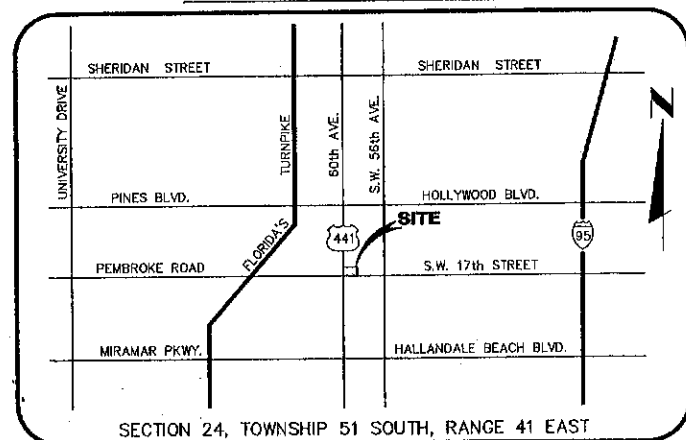 SHERIDAN STREET
SHERIDAN STREET
UNIVERSITY DRIVE
TURNPIKE
60th AVE.
S.W. 56th AVE.
N
PINES BLVD.
HOLLYWOOD BLVD.
SITE
441
95
FLORIDA'S
PEMBROKE ROAD
S.W. 17th STREET
MIRAMAR PKWY.
HALLANDALE BEACH BLVD.
SECTION 24, TOWNSHIP 51 SOUTH, RANGE 41 EAST